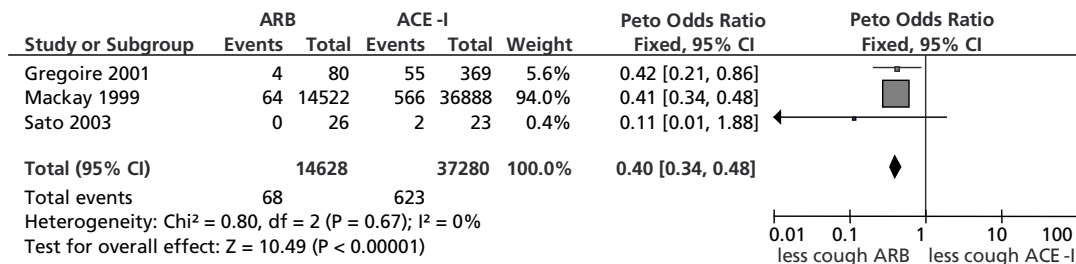 ARB ACE -I Peto Odds Ratio Peto Odds Ratio
Study or Subgroup Events Total Events Total Weight Fixed, 95% CI Fixed, 95% CI
Gregoire 2001 4 80 55 369 5.6% 0.42 [0.21, 0.86]
Mackay 1999 64 14522 566 36888 94.0% 0.41 [0.34, 0.48]
Sato 2003 0 26 2 23 0.4% 0.11 [0.01, 1.88]
Total (95% CI) 14628 37280 100.0% 0.40 [0.34, 0.48]
Total events 68 623
Heterogeneity: Chi² = 0.80, df = 2 (P = 0.67); I² = 0%
Test for overall effect: Z = 10.49 (P < 0.00001)
0.01 0.1 1 10 100
less cough ARB less cough ACE -I